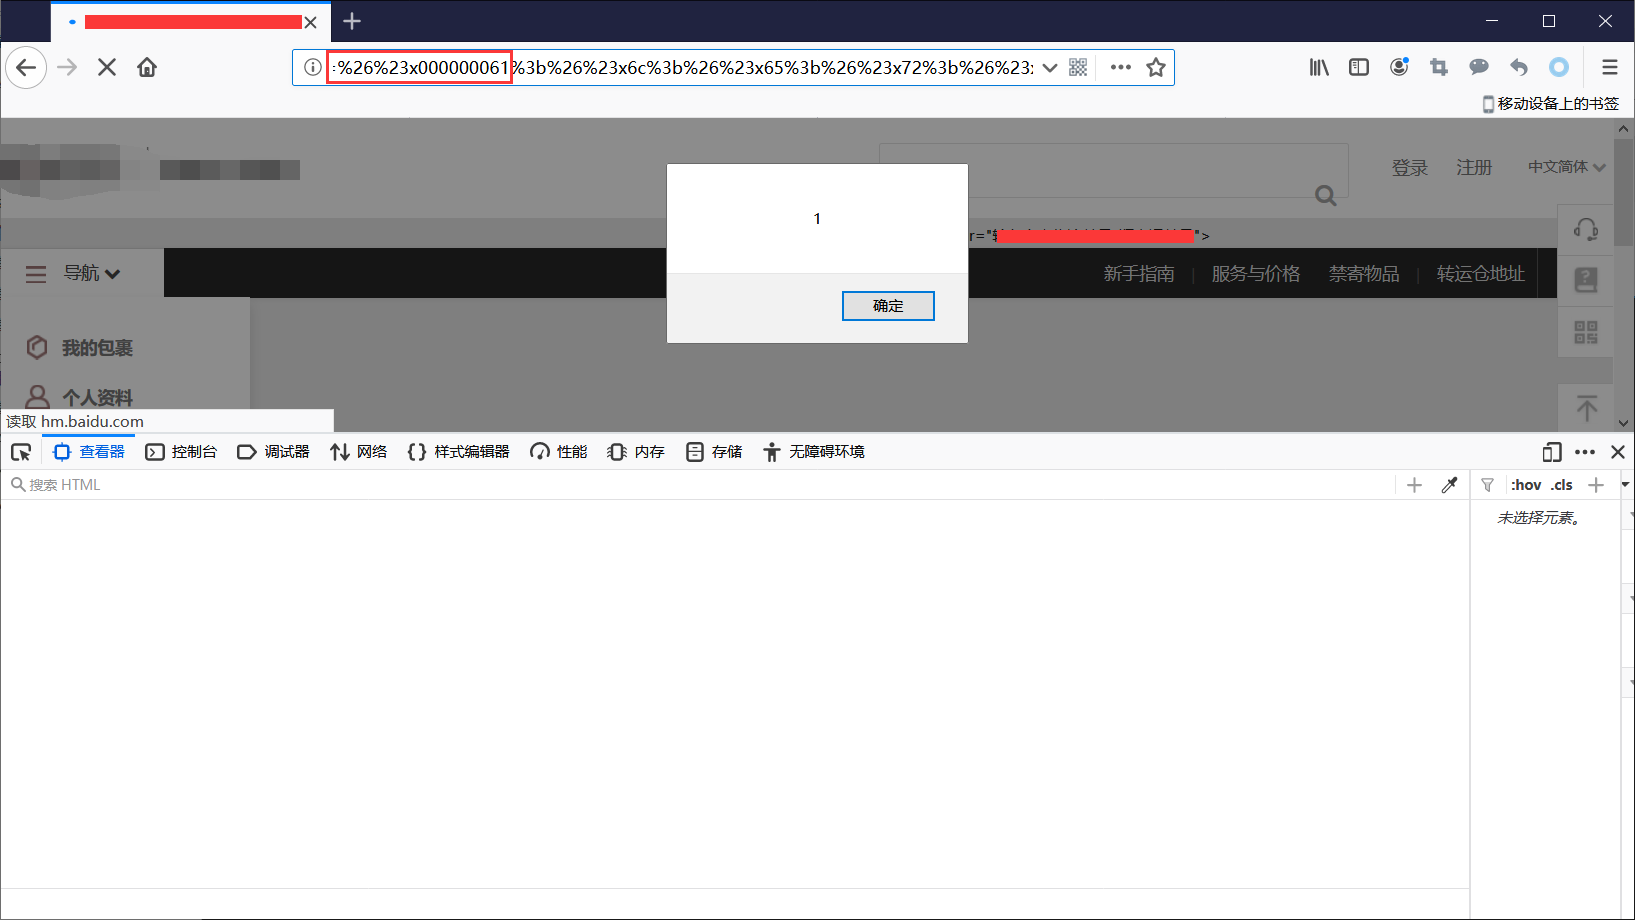 =%26%23x000000061%3b%26%23x6c%3b%26%23x65%3b%26%23x72%3b%26%23x
移动设备上的书签
登录 注册 中文简体
1
r=" ">
导航
新手指南 | 服务与价格 禁寄物品 | 转运仓地址
确定
我的包裹
个人资料
读取 hm.baidu.com
查看器 控制台 调试器 网络 {} 样式编辑器 性能 内存 存储 无障碍环境
搜索 HTML
:hov .cls
未选择元素。